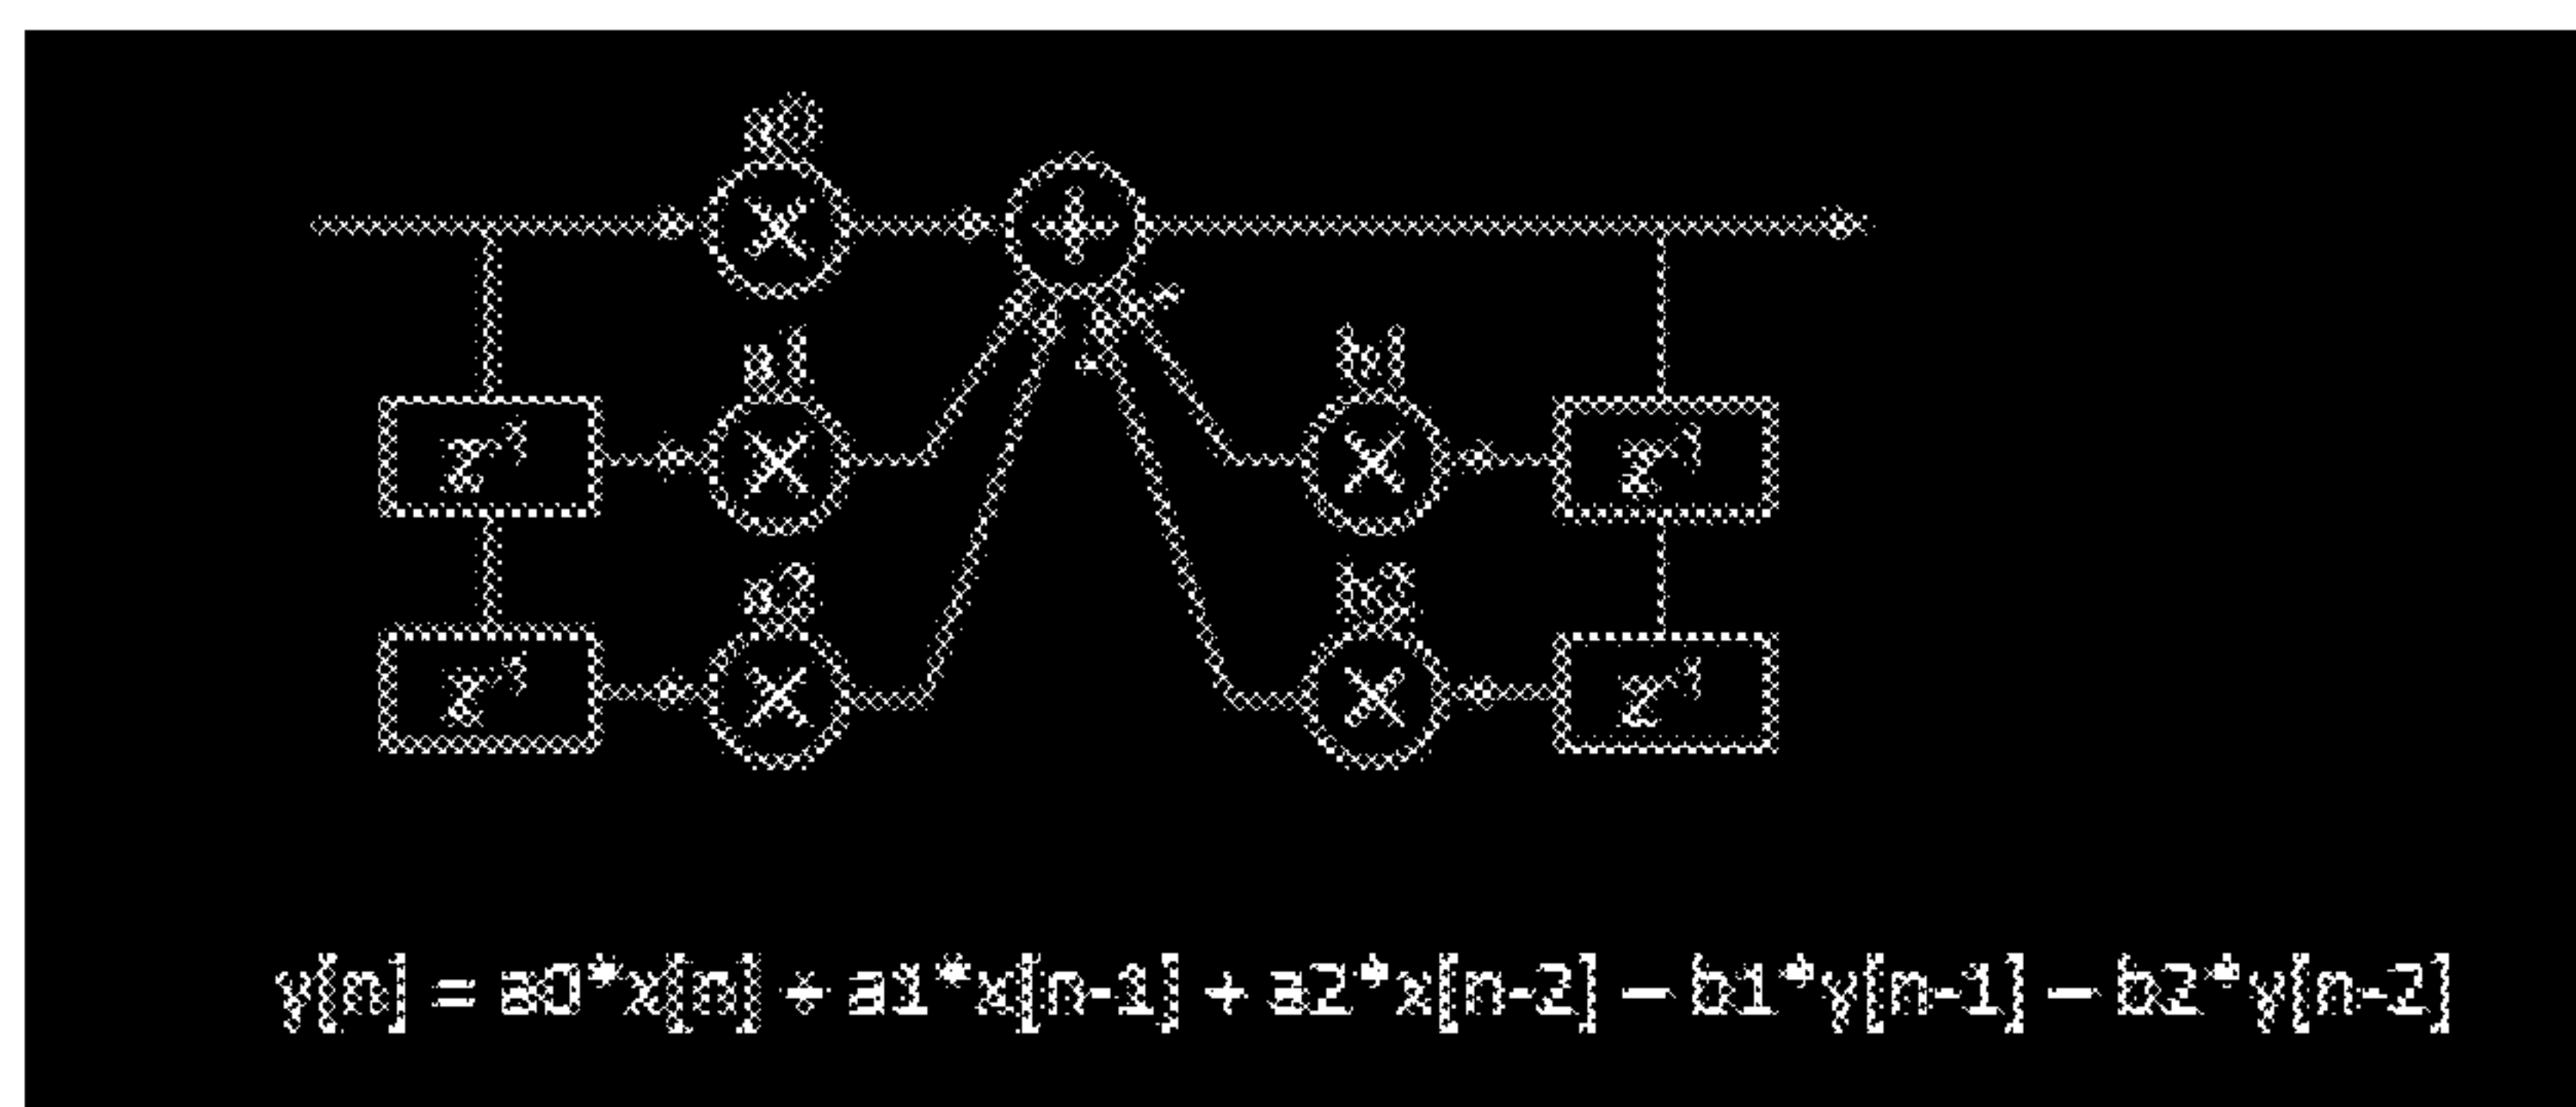 a0
a1
b1
z⁻¹
z⁻¹
a2
b2
z⁻¹
z⁻¹
y[n] = a0*x[n] + a1*x[n-1] + a2*x[n-2] − b1*y[n-1] − b2*y[n-2]